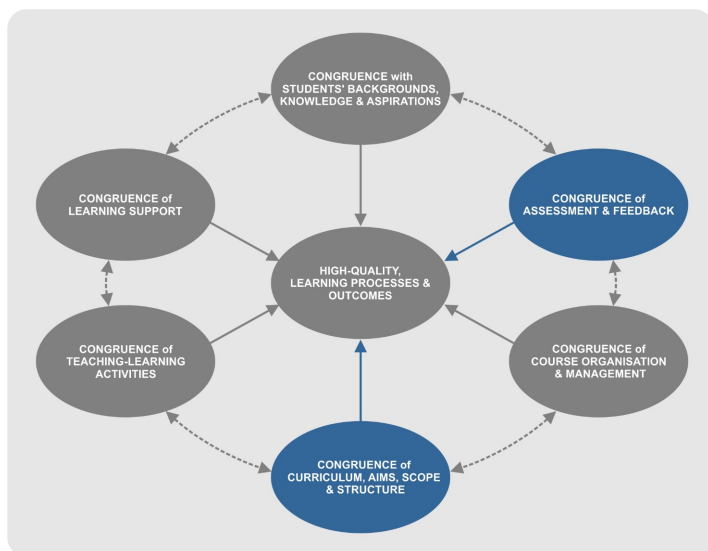 CONGRUENCE with
STUDENTS' BACKGROUNDS,
KNOWLEDGE & ASPIRATIONS
CONGRUENCE of
LEARNING SUPPORT
CONGRUENCE of
ASSESSMENT & FEEDBACK
HIGH-QUALITY,
LEARNING PROCESSES &
OUTCOMES
CONGRUENCE of
TEACHING-LEARNING
ACTIVITIES
CONGRUENCE of
COURSE ORGANISATION
& MANAGEMENT
CONGRUENCE of
CURRICULUM, AIMS, SCOPE
& STRUCTURE